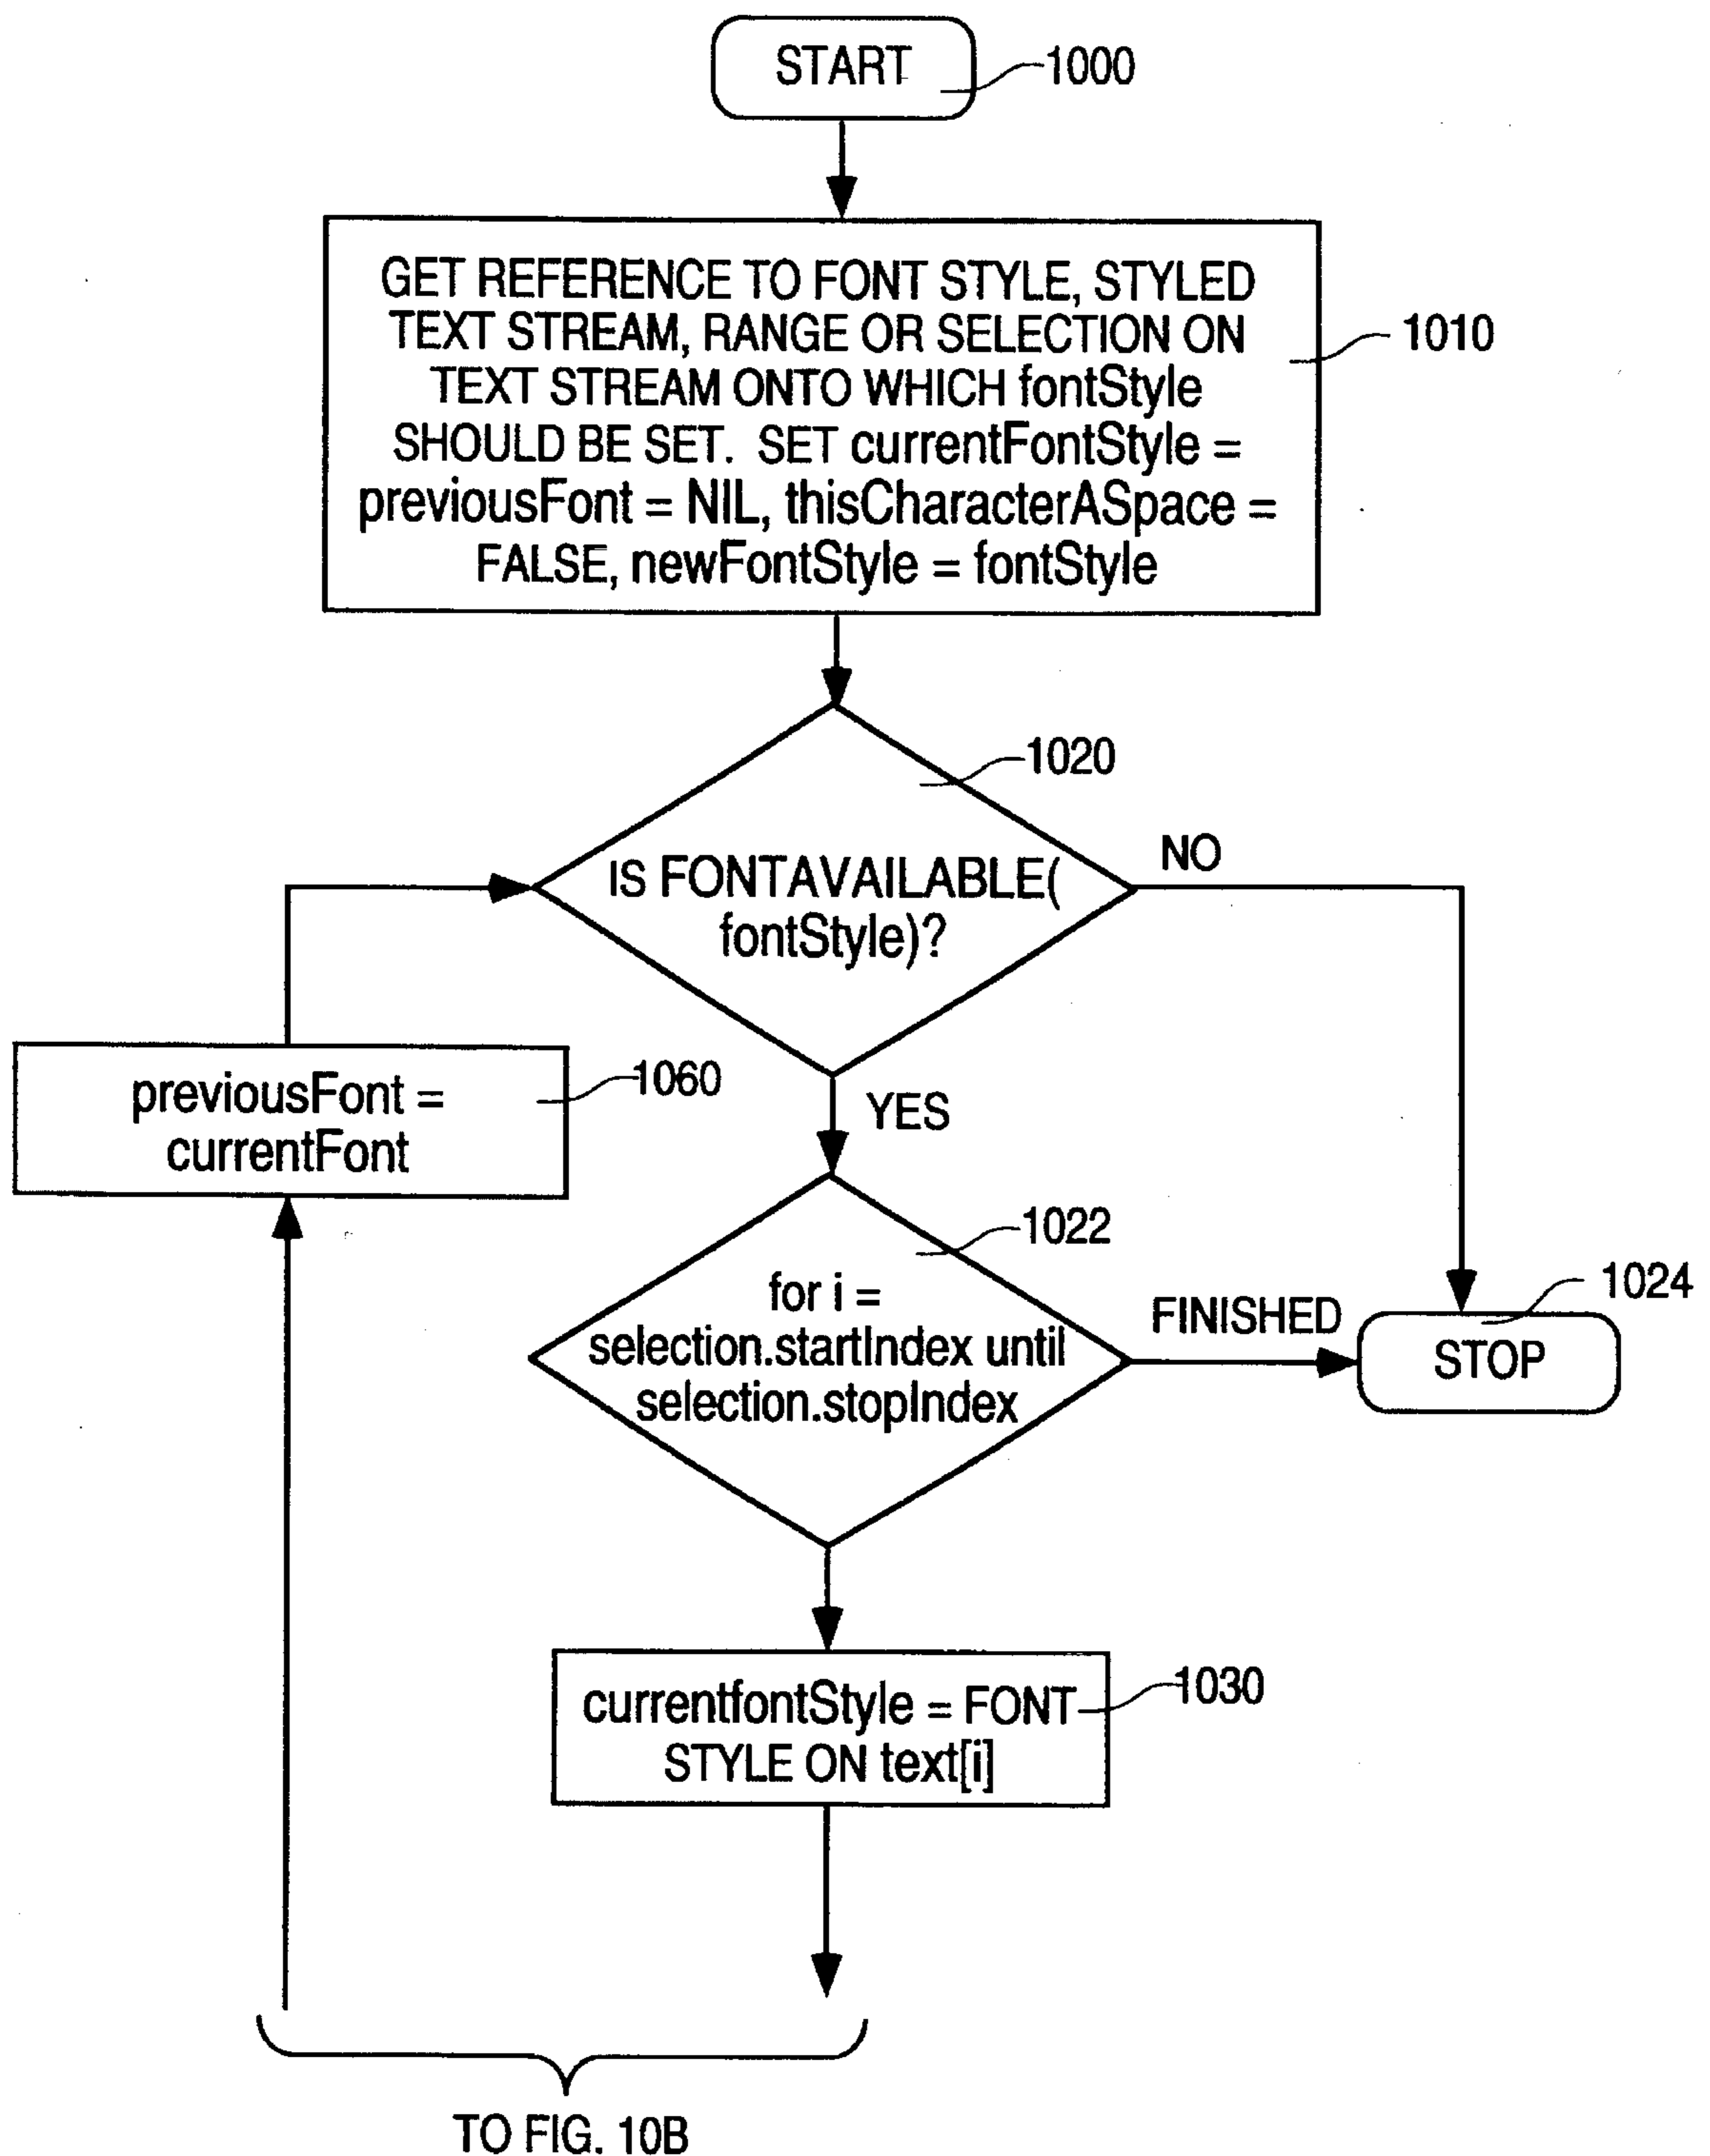 START
1000
GET REFERENCE TO FONT STYLE, STYLED
TEXT STREAM, RANGE OR SELECTION ON
TEXT STREAM ONTO WHICH fontStyle
SHOULD BE SET. SET currentFontStyle =
previousFont = NIL, thisCharacterASpace =
FALSE, newFontStyle = fontStyle
1010
1020
IS FONTAVAILABLE(
fontStyle)?
NO
previousFont =
currentFont
1060
YES
1022
for i =
selection.startIndex until
selection.stopIndex
FINISHED
1024
STOP
currentfontStyle = FONT
STYLE ON text[i]
1030
TO FIG. 10B